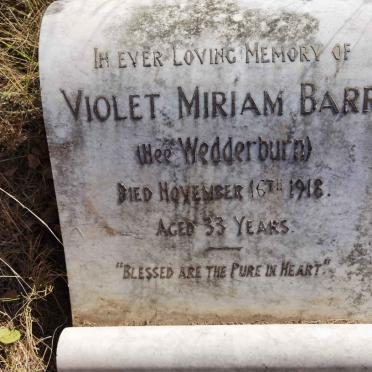 In ever Loving Memory of
Violet Miriam Barr
(Neé Wedderburn)
Died November 16th 1918.
Aged 33 Years.
"Blessed are the Pure in Heart".